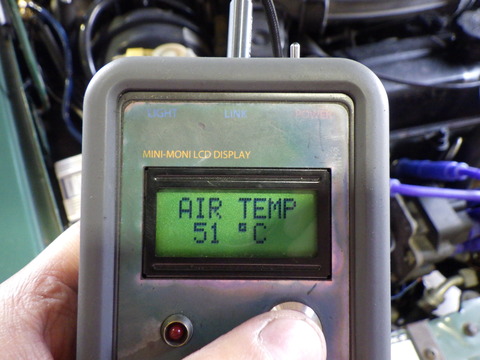 LIGHT LINK POWER
MINI-MONI LCD DISPLAY
AIR TEMP
51 °C